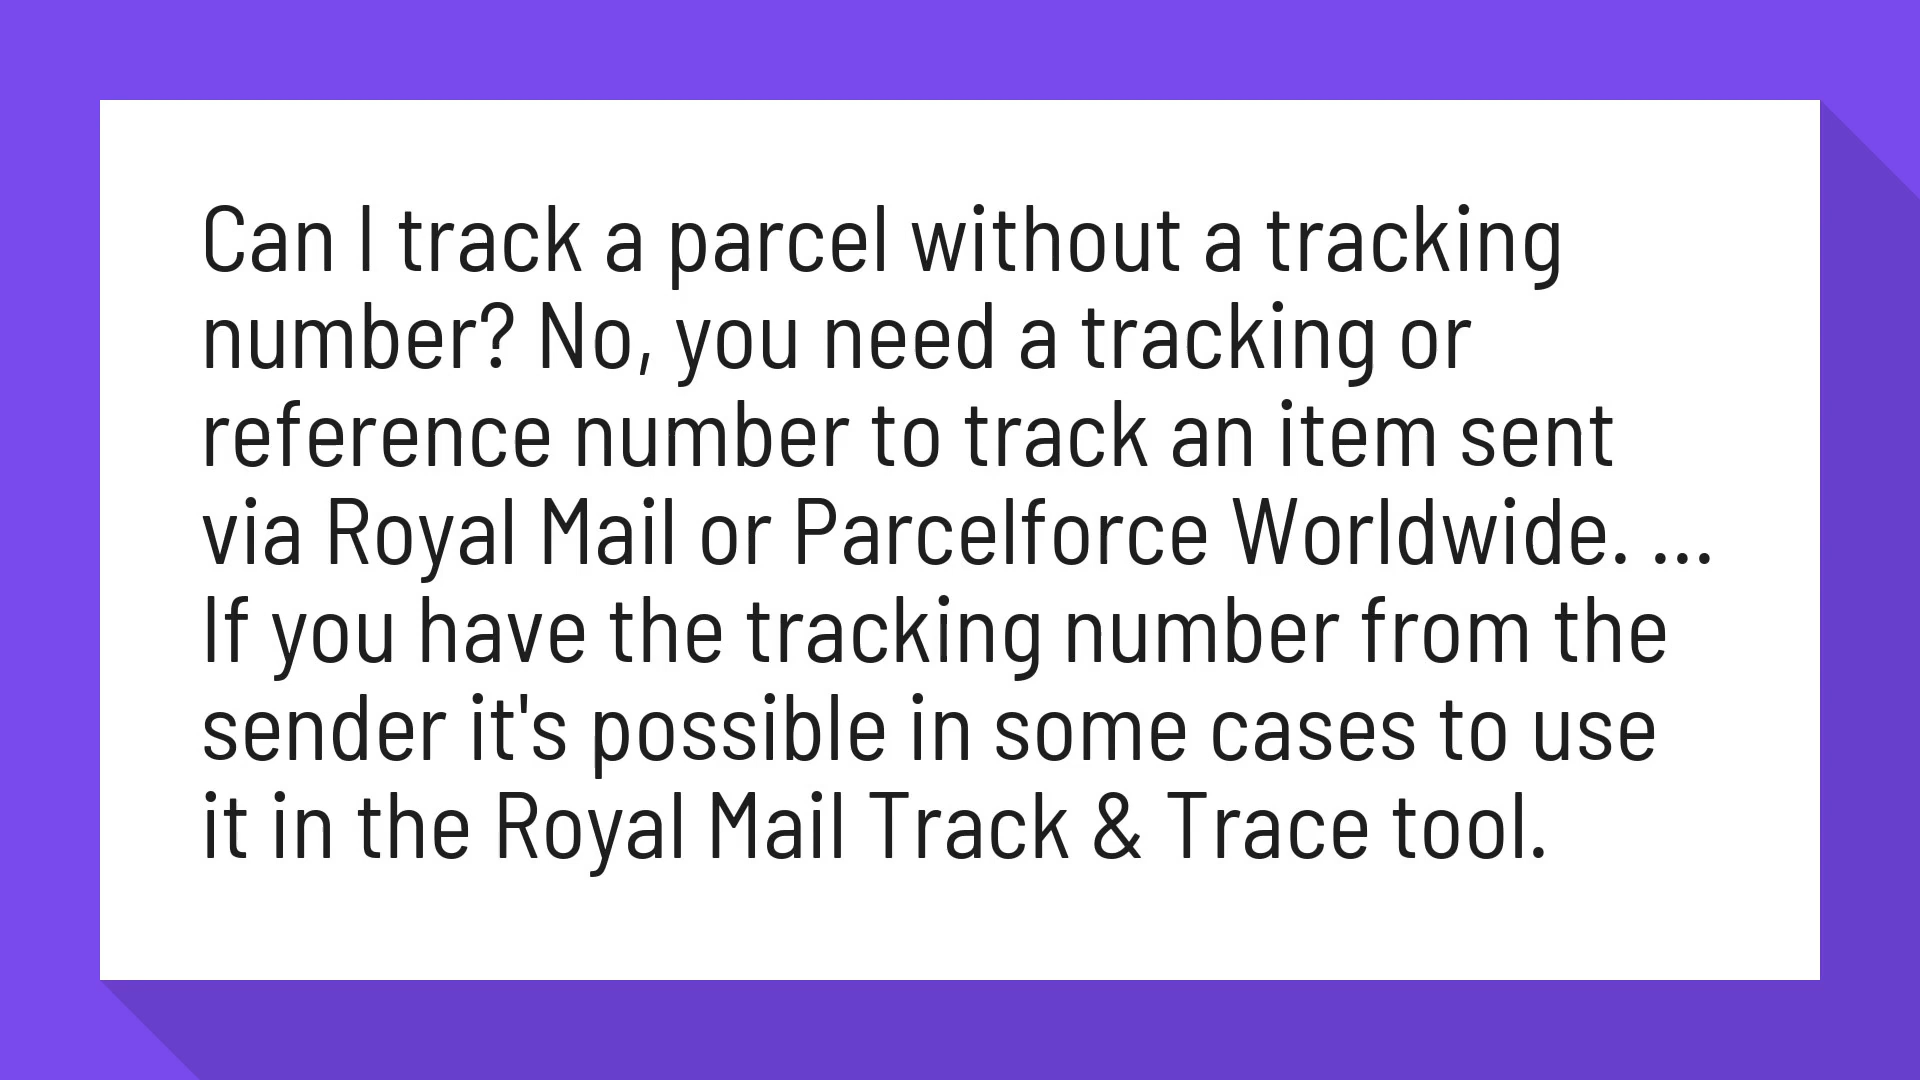 Can I track a parcel without a tracking
number? No, you need a tracking or
reference number to track an item sent
via Royal Mail or Parcelforce Worldwide. ...
If you have the tracking number from the
sender it's possible in some cases to use
it in the Royal Mail Track & Trace tool.